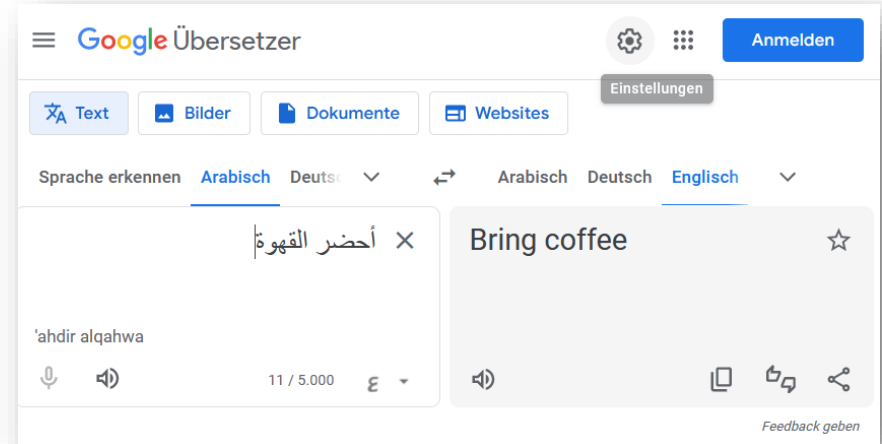 Google Übersetzer
Anmelden
Einstellungen
Text Bilder Dokumente Websites
Sprache erkennen Arabisch Deutsc Arabisch Deutsch Englisch
أحضر القهوة
Bring coffee
'ahdir alqahwa
11 / 5.000 ع
Feedback geben